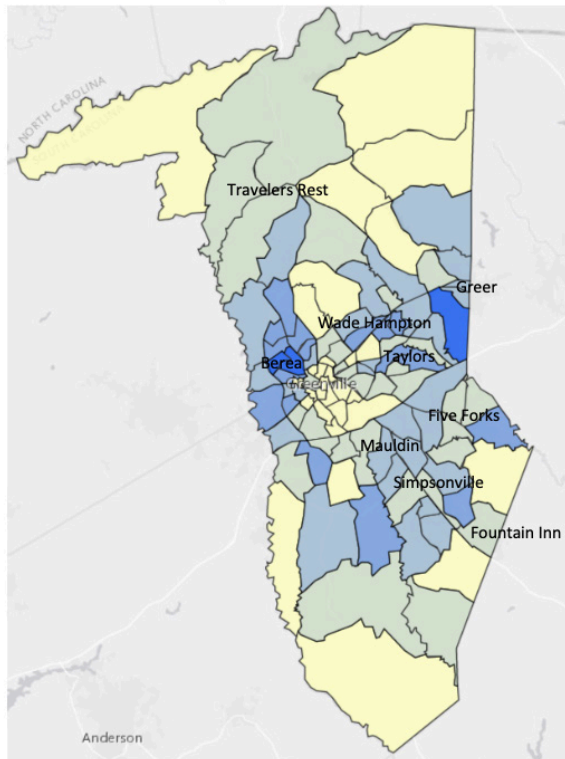 NORTH CAROLINA
SOUTH CAROLINA
Travelers Rest
Greer
Wade Hampton
Taylors
Berea
Greenville
Five Forks
Mauldin
Simpsonville
Fountain Inn
Anderson